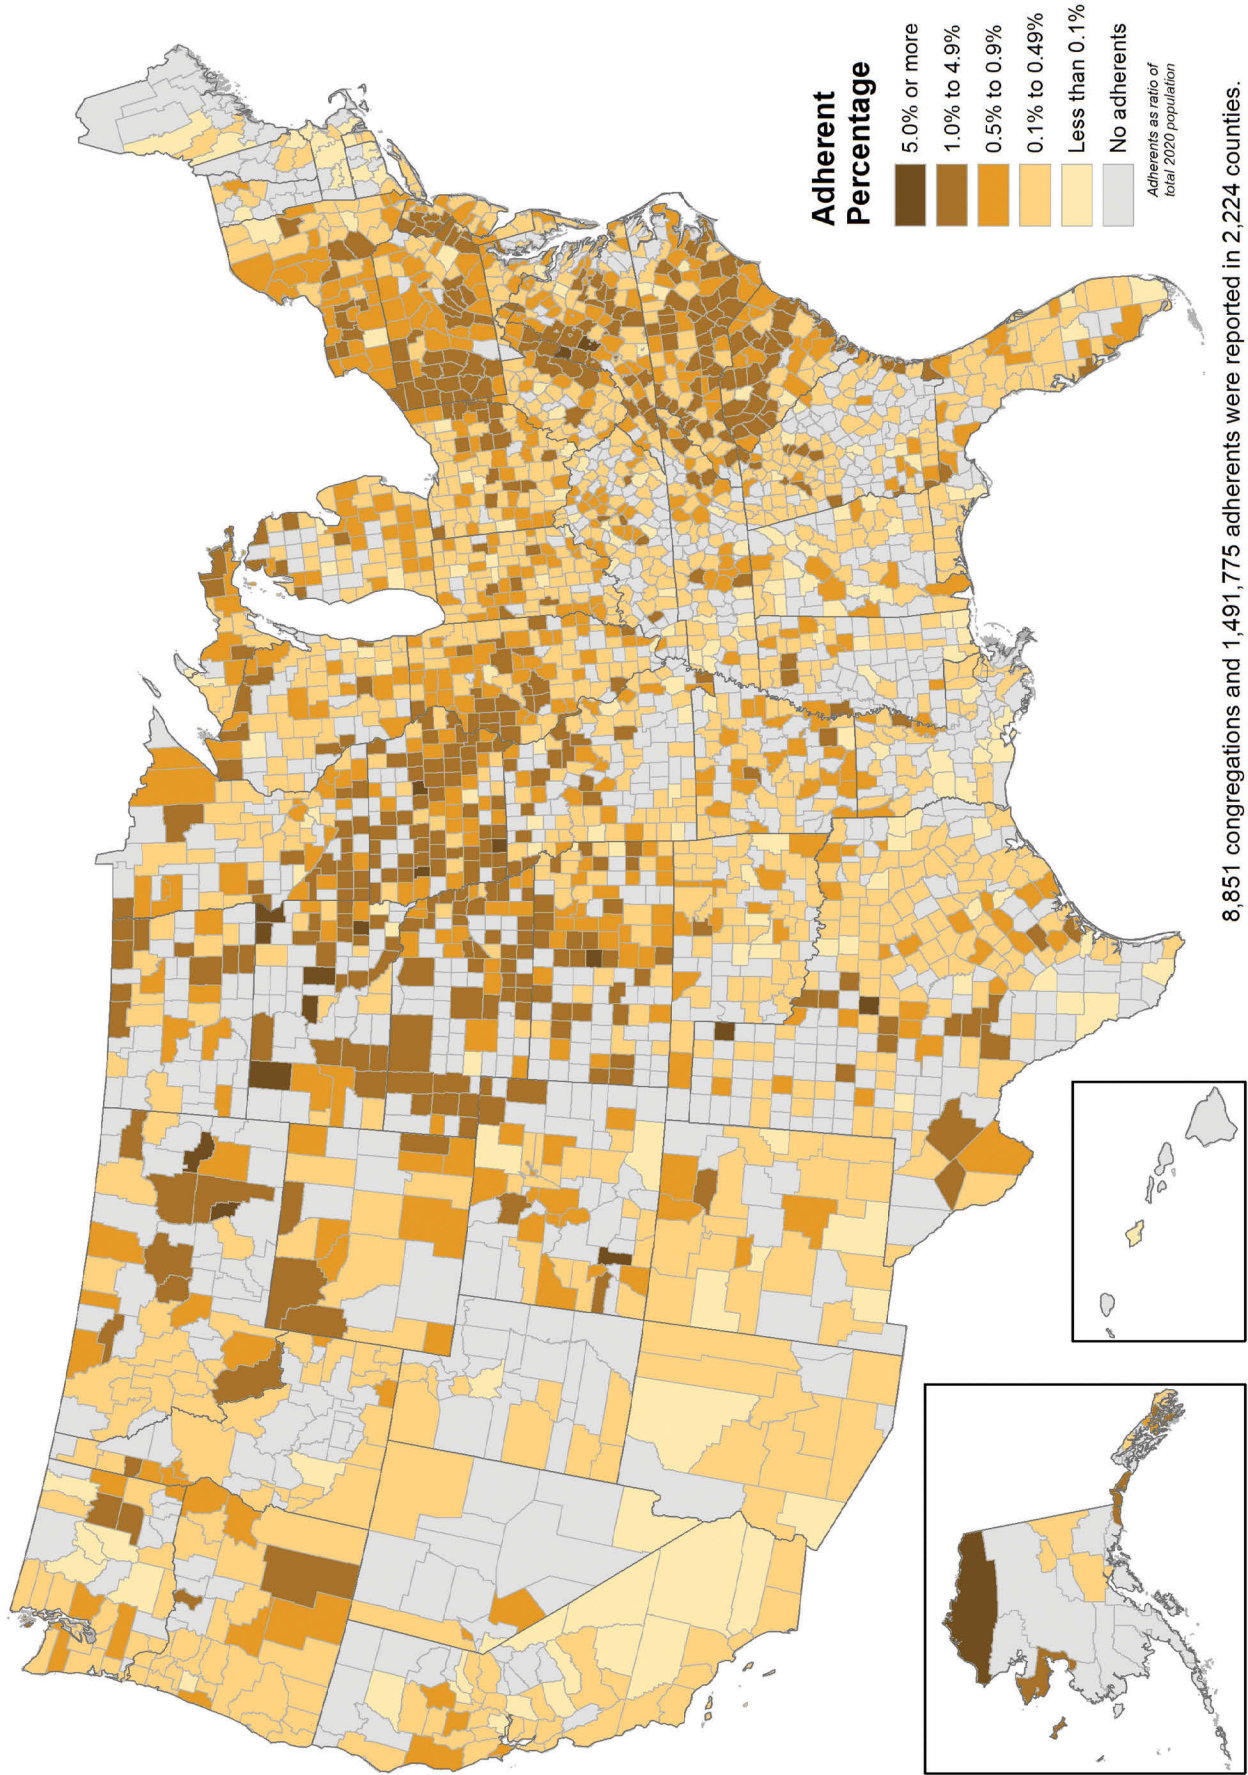 Adherent
Percentage
5.0% or more
1.0% to 4.9%
0.5% to 0.9%
0.1% to 0.49%
Less than 0.1%
No adherents
Adherents as ratio of
total 2020 population
8,851 congregations and 1,491,775 adherents were reported in 2,224 counties.